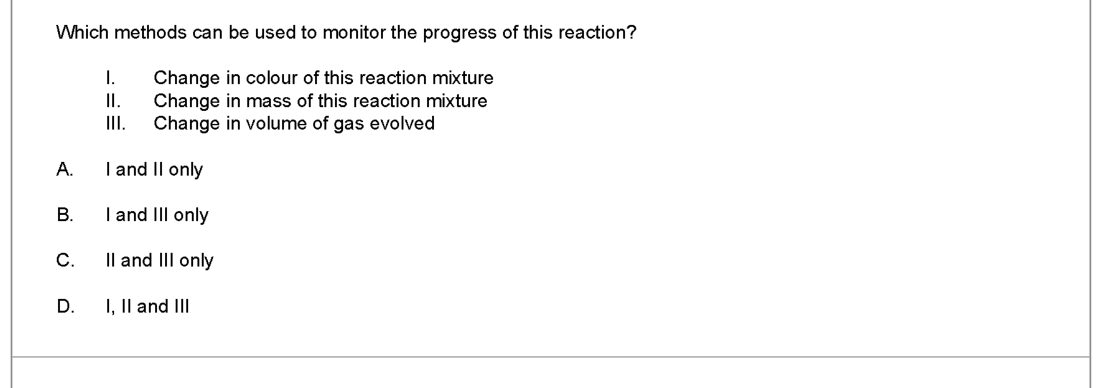 Which methods can be used to monitor the progress of this reaction?
I. Change in colour of this reaction mixture
II. Change in mass of this reaction mixture
III. Change in volume of gas evolved
A. I and II only
B. I and III only
C. II and III only
D. I, II and III